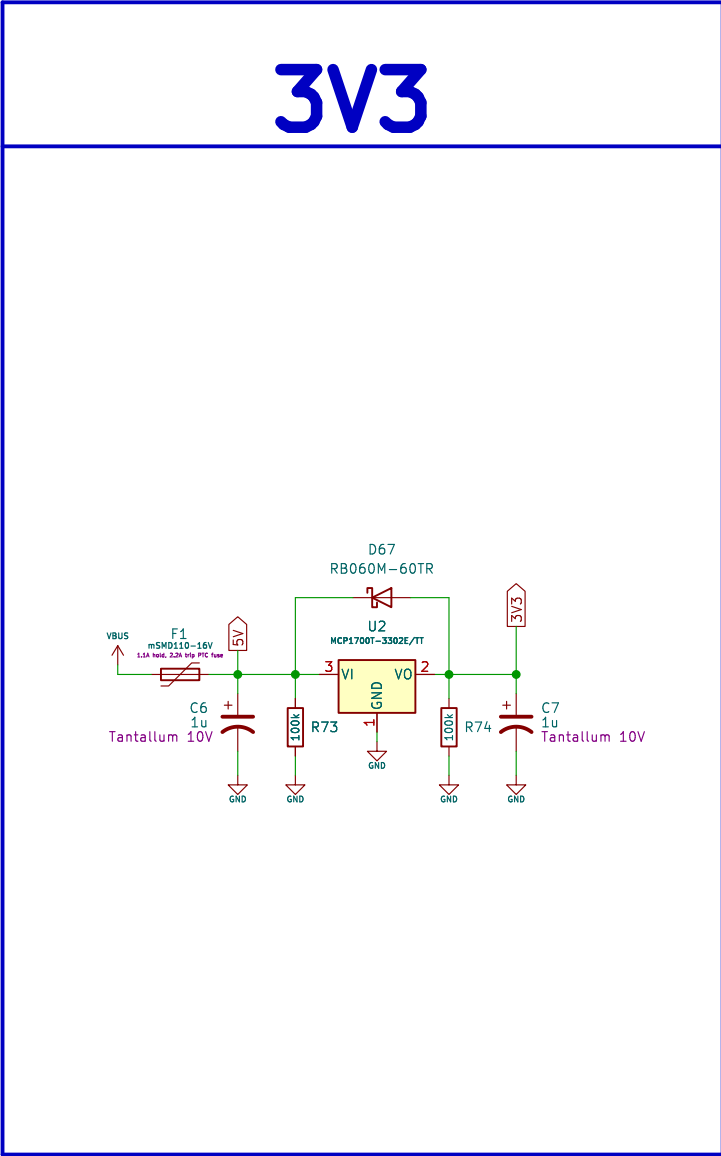 3V3
D67
RB060M-60TR
3V3
U2
MCP1700T-3302E/TT
VBUS
F1
mSMD110-16V
1.1A hold, 2.2A trip PTC fuse
5V
3
VI
VO
2
GND
1
C6
1u
Tantallum 10V
100k
R73
100k
R74
C7
1u
Tantallum 10V
GND
GND
GND
GND
GND